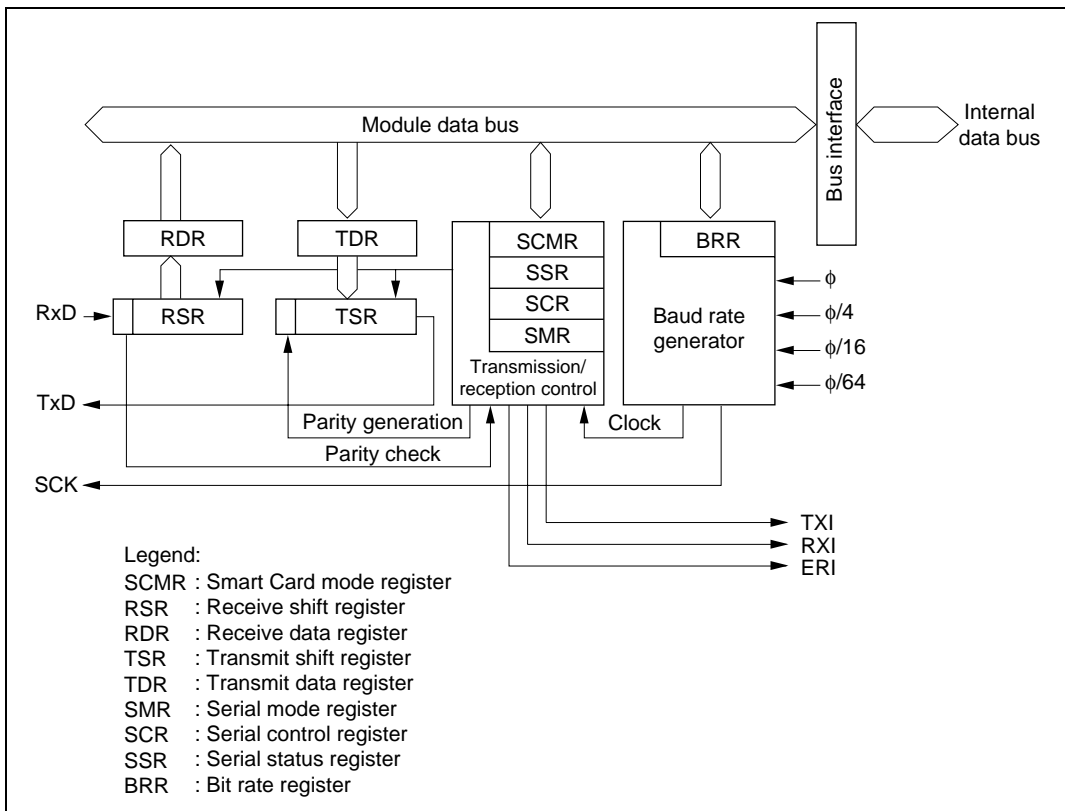 Module data bus
Bus interface
Internal
data bus
RDR
TDR
SCMR
SSR
SCR
SMR
Transmission/
reception control
BRR
Baud rate
generator
φ
φ/4
φ/16
φ/64
RxD
RSR
TSR
TxD
Parity generation
Parity check
Clock
SCK
TXI
RXI
ERI
Legend:
SCMR : Smart Card mode register
RSR : Receive shift register
RDR : Receive data register
TSR : Transmit shift register
TDR : Transmit data register
SMR : Serial mode register
SCR : Serial control register
SSR : Serial status register
BRR : Bit rate register